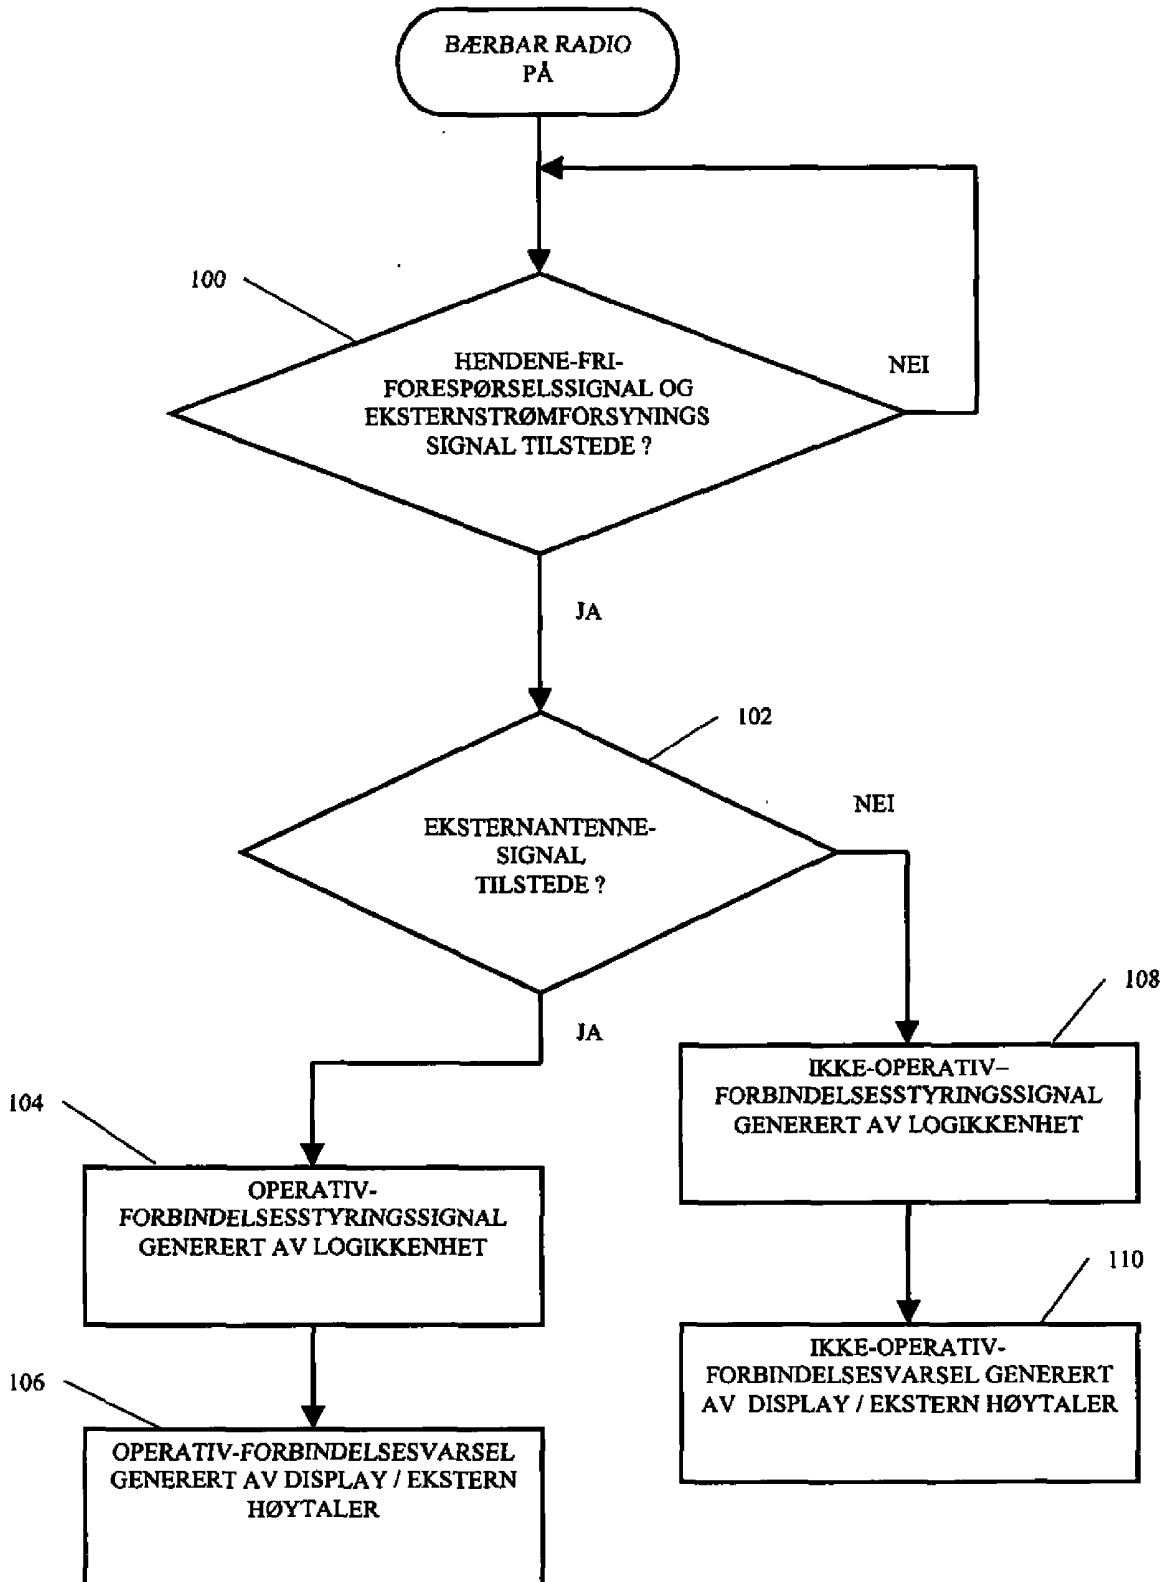 BÆRBAR RADIO
PÅ
100
HENDENE-FRI-
FORESPØRSELSSIGNAL OG
EKSTERNSTRØMFORSYNINGS
SIGNAL TILSTEDE ?
NEI
JA
102
EKSTERNANTENNE-
SIGNAL
TILSTEDE ?
NEI
JA
108
IKKE-OPERATIV–
FORBINDELSESSTYRINGSSIGNAL
GENERERT AV LOGIKKENHET
104
OPERATIV-
FORBINDELSESSTYRINGSSIGNAL
GENERERT AV LOGIKKENHET
110
IKKE-OPERATIV-
FORBINDELSESVARSEL GENERERT
AV DISPLAY / EKSTERN HØYTALER
106
OPERATIV-FORBINDELSESVARSEL
GENERERT AV DISPLAY / EKSTERN
HØYTALER